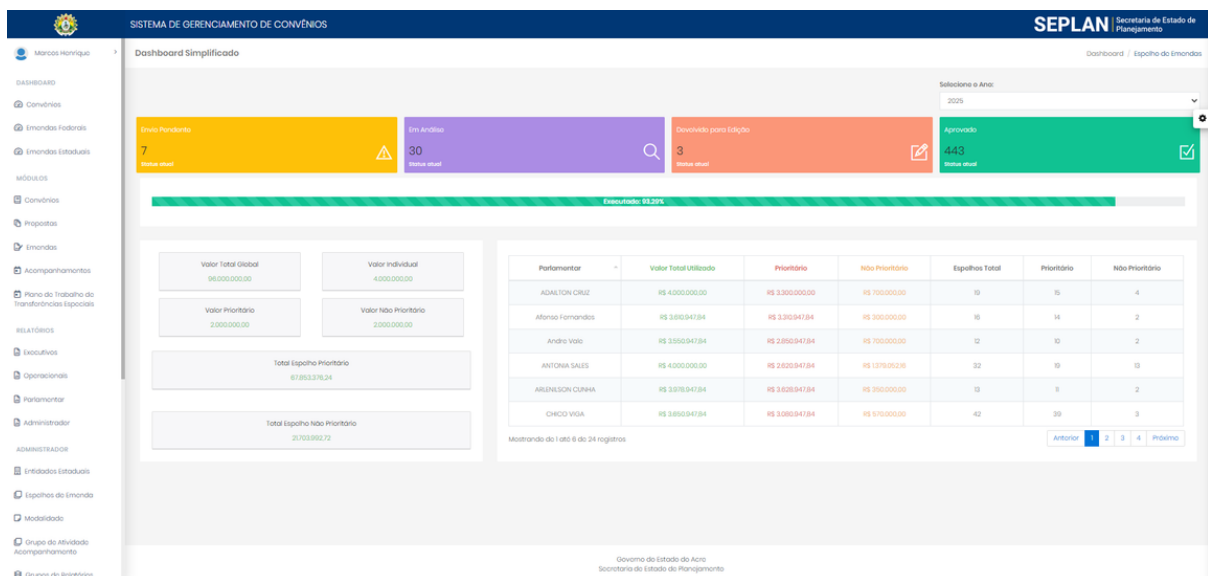 SISTEMA DE GERENCIAMENTO DE CONVÊNIOS
SEPLAN Secretaria de Estado de Planejamento
Marcos Henrique
Dashboard Simplificado
Dashboard / Espelho de Emendas
DASHBOARD
Convênios
Emendas Federais
Emendas Estaduais
MÓDULOS
Convênios
Propostas
Emendas
Acompanhamentos
Plano de Trabalho de
Transferências Especiais
RELATÓRIOS
Executivos
Operacionais
Parlamentar
Administrador
ADMINISTRADOR
Entidades Estaduais
Espelhos de Emenda
Modalidade
Grupo de Atividade
Acompanhamento
Grupos de Relatórios
Selecione o Ano:
2025
Envio Pendente
7
Status atual
Em Análise
30
Status atual
Devolvido para Edição
3
Status atual
Aprovado
443
Status atual
Executado: 93,29%
Valor Total Global
96.000.000,00
Valor Individual
4.000.000,00
Valor Prioritário
2.000.000,00
Valor Não Prioritário
2.000.000,00
Total Espelho Prioritário
67.853.376,24
Total Espelho Não Prioritário
21.703.992,72
Parlamentar Valor Total Utilizado Prioritário Não Prioritário Espelhos Total Prioritário Não Prioritário
ADAILTON CRUZ R$ 4.000.000,00 R$ 3.300.000,00 R$ 700.000,00 19 15 4
Afonso Fernandes R$ 3.610.947,84 R$ 3.310.947,84 R$ 300.000,00 16 14 2
Andre Vale R$ 3.550.947,84 R$ 2.850.947,84 R$ 700.000,00 12 10 2
ANTONIA SALES R$ 4.000.000,00 R$ 2.620.947,84 R$ 1.379.052,16 32 19 13
ARLENILSON CUNHA R$ 3.978.947,84 R$ 3.628.947,84 R$ 350.000,00 13 11 2
CHICO VIGA R$ 3.650.947,84 R$ 3.080.947,84 R$ 570.000,00 42 39 3
Mostrando de 1 até 6 de 24 registros
Anterior 1 2 3 4 Próximo
Governo do Estado do Acre
Secretaria de Estado de Planejamento